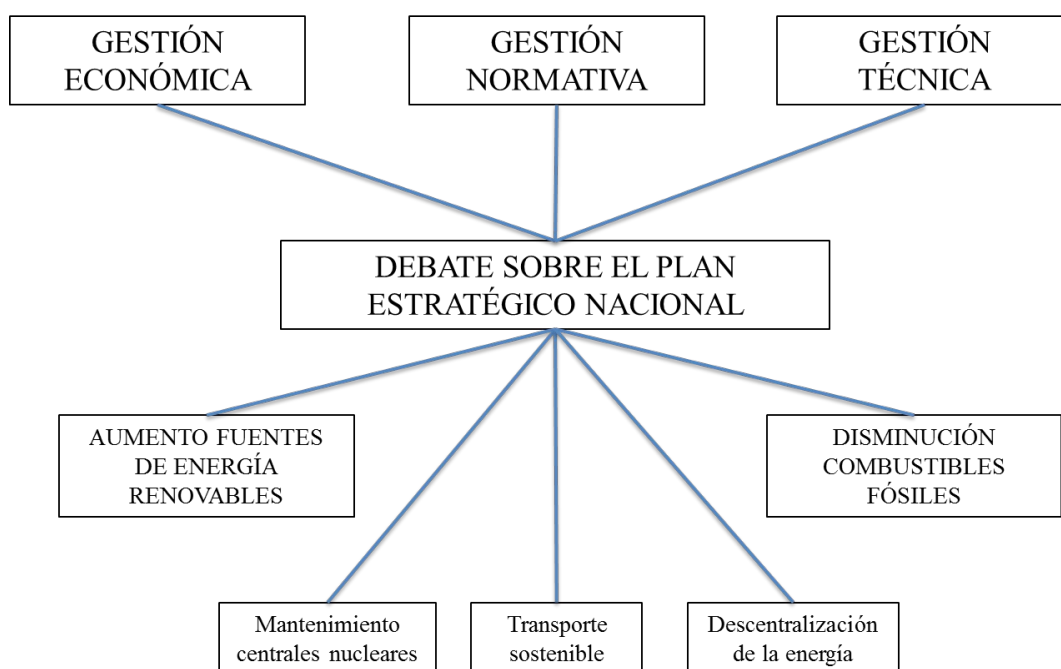 GESTIÓN
ECONÓMICA
GESTIÓN
NORMATIVA
GESTIÓN
TÉCNICA
DEBATE SOBRE EL PLAN
ESTRATÉGICO NACIONAL
AUMENTO FUENTES
DE ENERGÍA
RENOVABLES
DISMINUCIÓN
COMBUSTIBLES
FÓSILES
Mantenimiento
centrales nucleares
Transporte
sostenible
Descentralización
de la energía